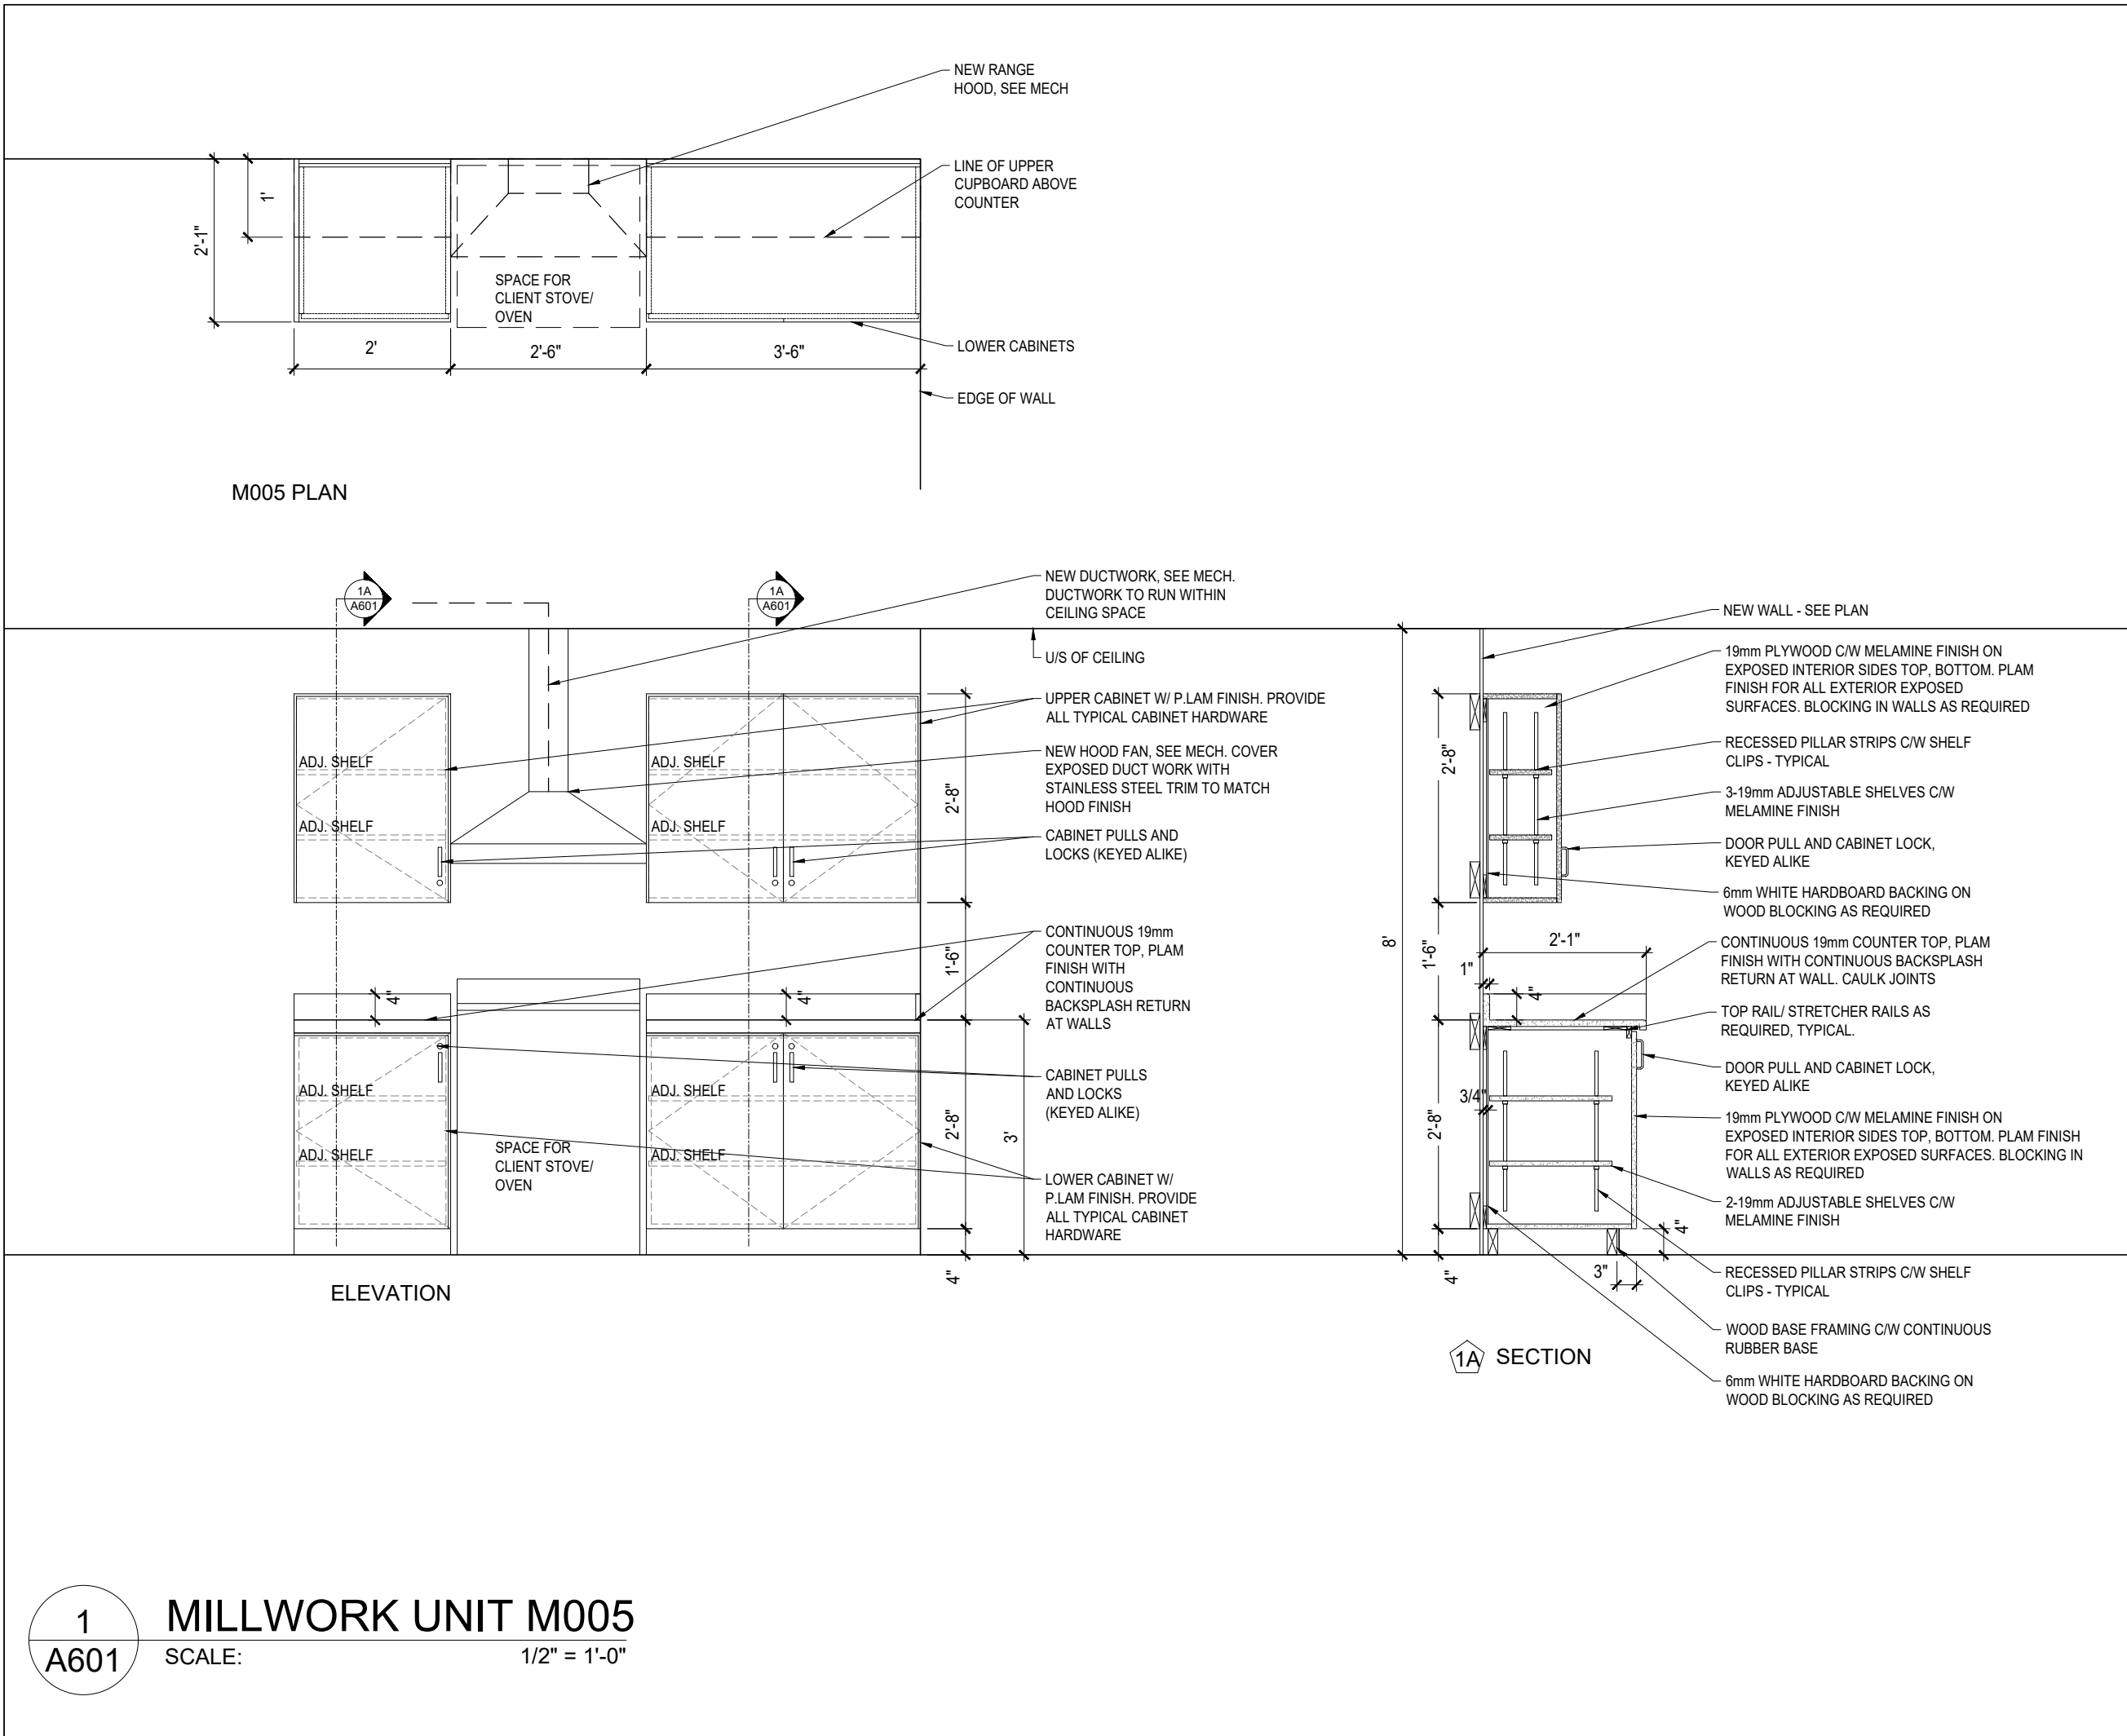 NEW RANGE
HOOD, SEE MECH
LINE OF UPPER
CUPBOARD ABOVE
COUNTER
1'
2'-1"
SPACE FOR
CLIENT STOVE/
OVEN
2'
2'-6"
3'-6"
LOWER CABINETS
EDGE OF WALL
M005 PLAN
1A
A601
1A
A601
NEW DUCTWORK, SEE MECH.
DUCTWORK TO RUN WITHIN
CEILING SPACE
U/S OF CEILING
UPPER CABINET W/ P.LAM FINISH. PROVIDE
ALL TYPICAL CABINET HARDWARE
NEW HOOD FAN, SEE MECH. COVER
EXPOSED DUCT WORK WITH
STAINLESS STEEL TRIM TO MATCH
HOOD FINISH
CABINET PULLS AND
LOCKS (KEYED ALIKE)
CONTINUOUS 19mm
COUNTER TOP, PLAM
FINISH WITH
CONTINUOUS
BACKSPLASH RETURN
AT WALLS
CABINET PULLS
AND LOCKS
(KEYED ALIKE)
LOWER CABINET W/
P.LAM FINISH. PROVIDE
ALL TYPICAL CABINET
HARDWARE
ADJ. SHELF
ADJ. SHELF
ADJ. SHELF
ADJ. SHELF
4"
4"
ADJ. SHELF
ADJ. SHELF
ADJ. SHELF
ADJ. SHELF
SPACE FOR
CLIENT STOVE/
OVEN
2'-8"
1'-6"
2'-8"
3'
4"
ELEVATION
8'
2'-8"
1'-6"
2'-8"
4"
2'-1"
1"
4"
3/4"
4"
3"
NEW WALL - SEE PLAN
19mm PLYWOOD C/W MELAMINE FINISH ON
EXPOSED INTERIOR SIDES TOP, BOTTOM. PLAM
FINISH FOR ALL EXTERIOR EXPOSED
SURFACES. BLOCKING IN WALLS AS REQUIRED
RECESSED PILLAR STRIPS C/W SHELF
CLIPS - TYPICAL
3-19mm ADJUSTABLE SHELVES C/W
MELAMINE FINISH
DOOR PULL AND CABINET LOCK,
KEYED ALIKE
6mm WHITE HARDBOARD BACKING ON
WOOD BLOCKING AS REQUIRED
CONTINUOUS 19mm COUNTER TOP, PLAM
FINISH WITH CONTINUOUS BACKSPLASH
RETURN AT WALL. CAULK JOINTS
TOP RAIL/ STRETCHER RAILS AS
REQUIRED, TYPICAL.
DOOR PULL AND CABINET LOCK,
KEYED ALIKE
19mm PLYWOOD C/W MELAMINE FINISH ON
EXPOSED INTERIOR SIDES TOP, BOTTOM. PLAM FINISH
FOR ALL EXTERIOR EXPOSED SURFACES. BLOCKING IN
WALLS AS REQUIRED
2-19mm ADJUSTABLE SHELVES C/W
MELAMINE FINISH
RECESSED PILLAR STRIPS C/W SHELF
CLIPS - TYPICAL
WOOD BASE FRAMING C/W CONTINUOUS
RUBBER BASE
6mm WHITE HARDBOARD BACKING ON
WOOD BLOCKING AS REQUIRED
1A SECTION
1
A601
MILLWORK UNIT M005
SCALE: 1/2" = 1'-0"